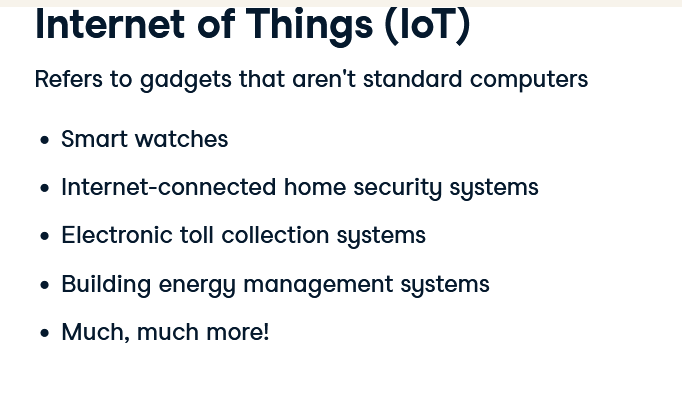 Internet of Things (IoT)
Refers to gadgets that aren't standard computers
• Smart watches
• Internet-connected home security systems
• Electronic toll collection systems
• Building energy management systems
• Much, much more!